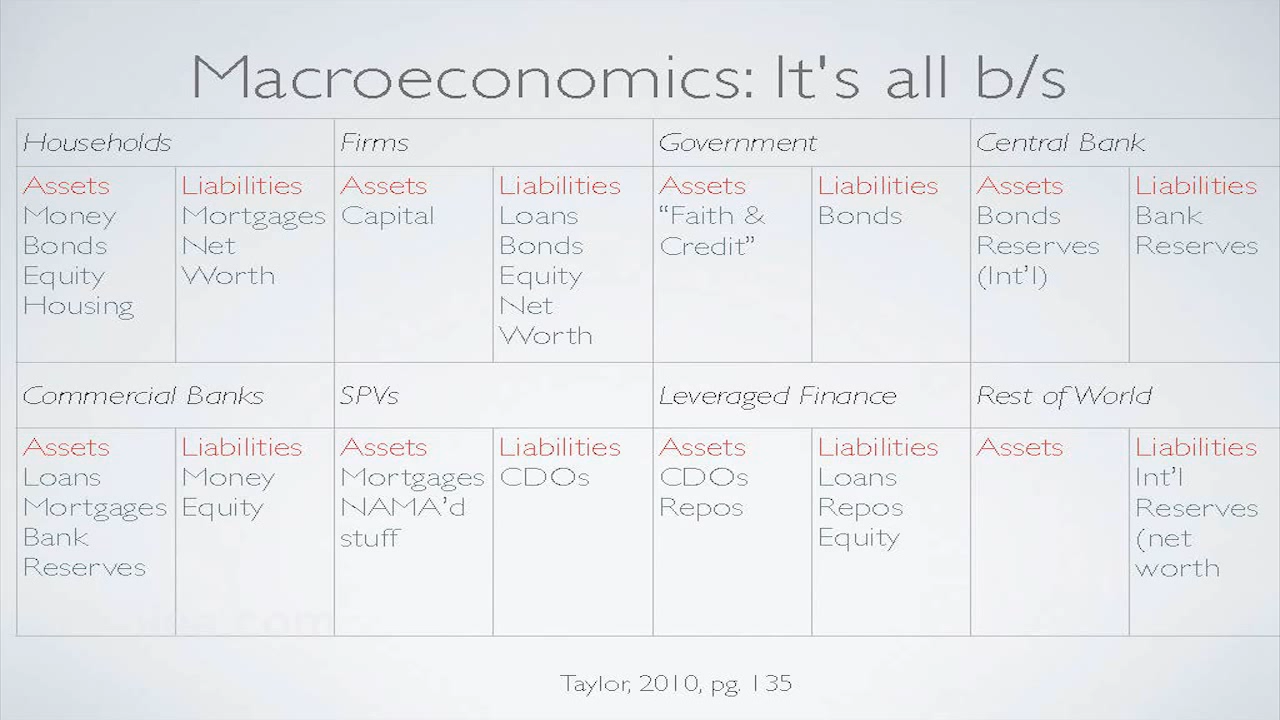 Macroeconomics: It's all b/s
Households
Firms
Government
Central Bank
Assets
Money
Bonds
Equity
Housing
Liabilities
Mortgages
Net
Worth
Assets
Capital
Liabilities
Loans
Bonds
Equity
Net
Worth
Assets
“Faith &
Credit”
Liabilities
Bonds
Assets
Bonds
Reserves
(Int’l)
Liabilities
Bank
Reserves
Commercial Banks
SPVs
Leveraged Finance
Rest of World
Assets
Loans
Mortgages
Bank
Reserves
Liabilities
Money
Equity
Assets
Mortgages
NAMA’d
stuff
Liabilities
CDOs
Assets
CDOs
Repos
Liabilities
Loans
Repos
Equity
Assets
Liabilities
Int’l
Reserves
(net
worth
Taylor, 2010, pg. 135